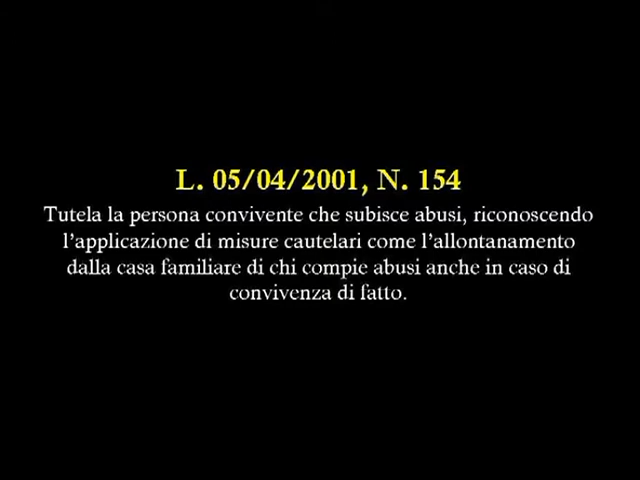 L. 05/04/2001, N. 154
Tutela la persona convivente che subisce abusi, riconoscendo
l'applicazione di misure cautelari come l'allontanamento
dalla casa familiare di chi compie abusi anche in caso di
convivenza di fatto.